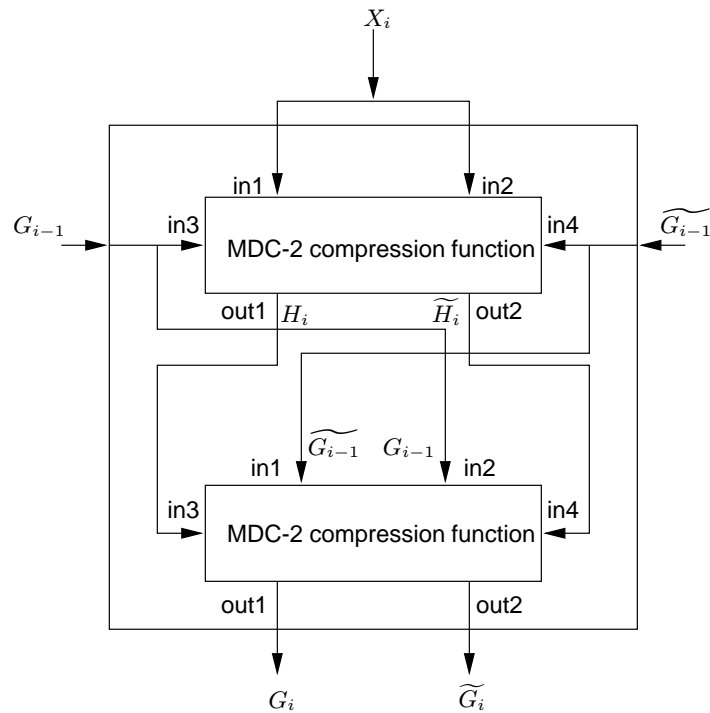 X_i
in1 in2
G_{i−1} in3 MDC-2 compression function in4 \widetilde{G_{i−1}}
out1 H_i \widetilde{H_i} out2
\widetilde{G_{i−1}} G_{i−1}
in1 in2
in3 MDC-2 compression function in4
out1 out2
G_i \widetilde{G_i}